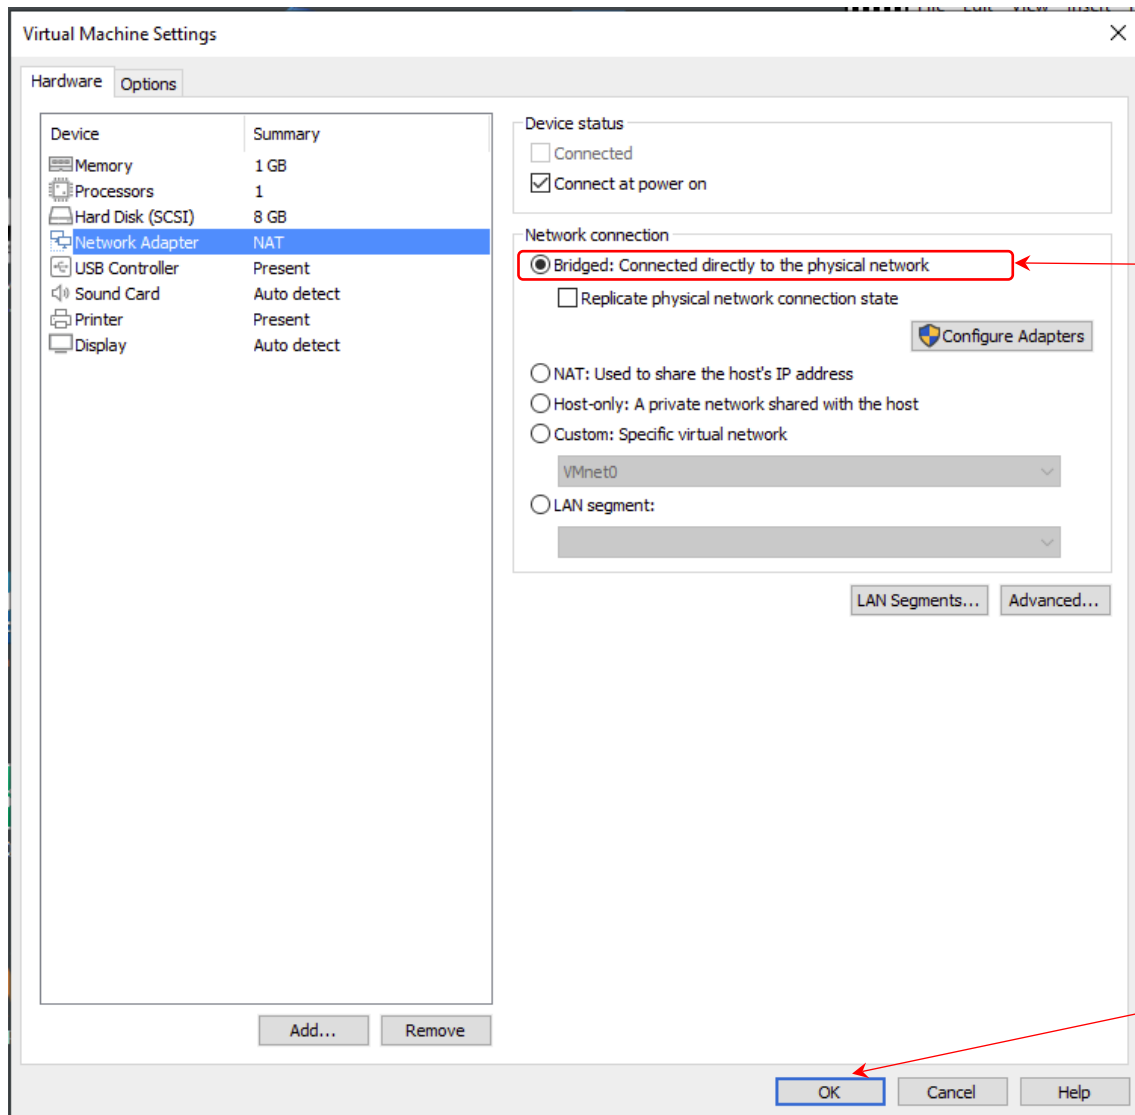 File Edit View Insert
Virtual Machine Settings
Hardware Options
Device Summary
Memory 1 GB
Processors 1
Hard Disk (SCSI) 8 GB
Network Adapter NAT
USB Controller Present
Sound Card Auto detect
Printer Present
Display Auto detect
Add... Remove
Device status
Connected
Connect at power on
Network connection
Bridged: Connected directly to the physical network
Replicate physical network connection state
Configure Adapters
NAT: Used to share the host's IP address
Host-only: A private network shared with the host
Custom: Specific virtual network
VMnet0
LAN segment:
LAN Segments... Advanced...
OK Cancel Help